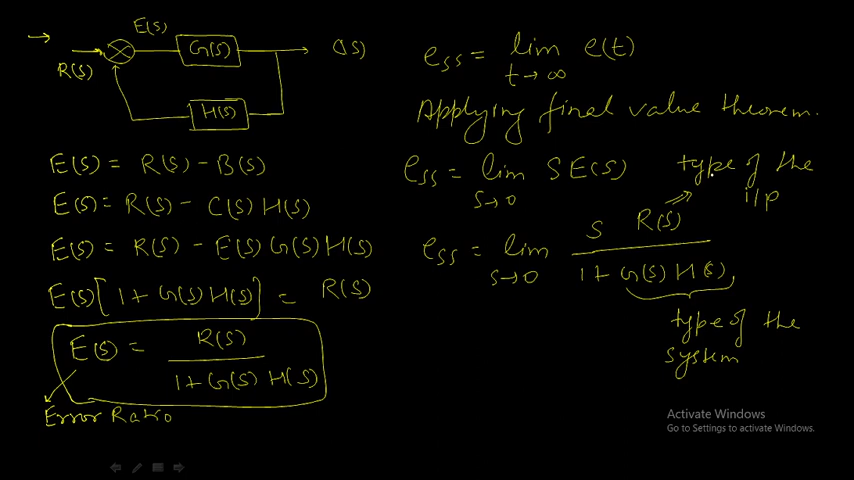 E(S)
G(S)
C(S)
R(S)
H(S)
E(S) = R(S) - B(S)
E(S) = R(S) - C(S) H(S)
E(S) = R(S) - E(S) G(S) H(S)
E(S) [ 1 + G(S) H(S) ] = R(S)
E(S) = R(S) / 1 + G(S) H(S)
Error Ratio
ess = lim t→∞ e(t)
Applying final value theorem.
ess = lim s→0 S E(S)
type of the i/p
ess = lim s→0 S R(S) / 1 + G(S) H(S)
type of the
system
Activate Windows
Go to Settings to activate Windows.